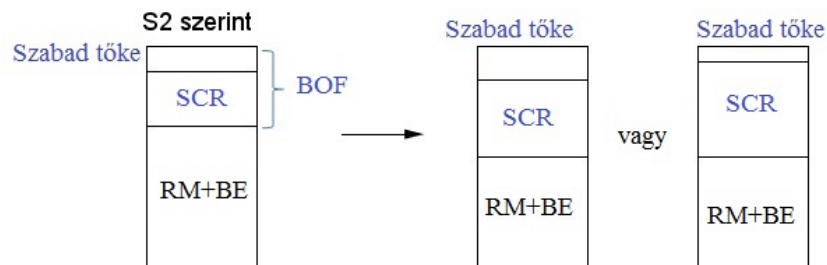 S2 szerint
Szabad tőke
SCR
BOF
RM+BE
Szabad tőke
SCR
RM+BE
vagy
Szabad tőke
SCR
RM+BE